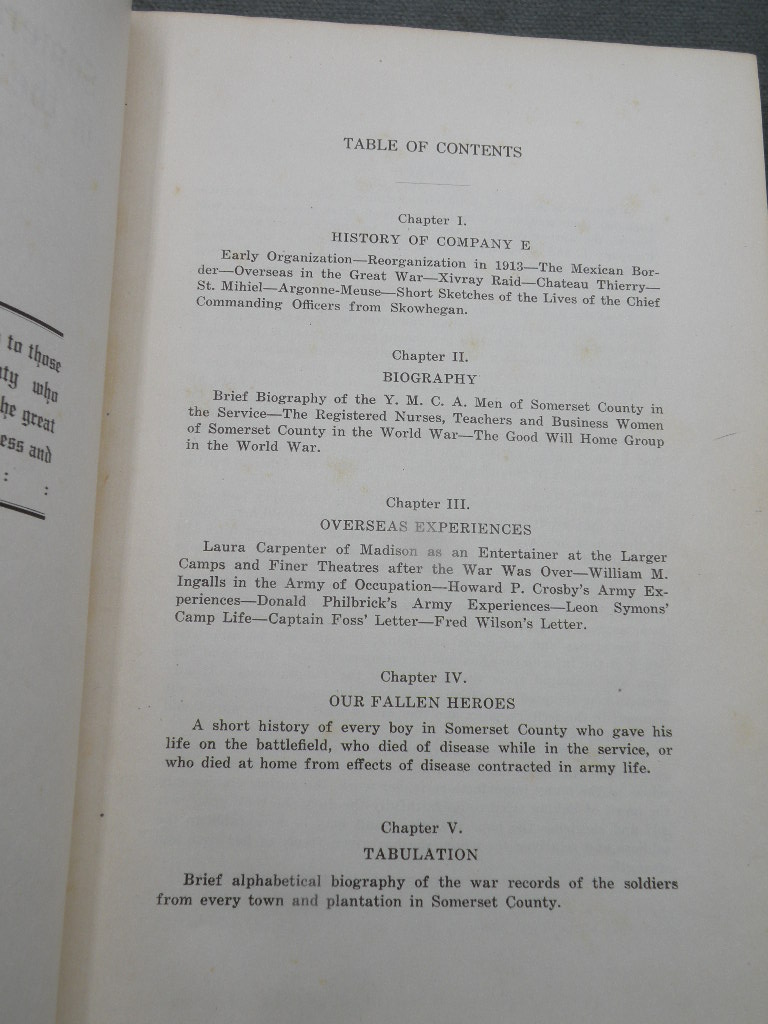 to those
nty who
he great
ess and
: :
TABLE OF CONTENTS
Chapter I.
HISTORY OF COMPANY E
Early Organization—Reorganization in 1913—The Mexican Bor-
der—Overseas in the Great War—Xivray Raid—Chateau Thierry—
St. Mihiel—Argonne-Meuse—Short Sketches of the Lives of the Chief
Commanding Officers from Skowhegan.
Chapter II.
BIOGRAPHY
Brief Biography of the Y. M. C. A. Men of Somerset County in
the Service—The Registered Nurses, Teachers and Business Women
of Somerset County in the World War—The Good Will Home Group
in the World War.
Chapter III.
OVERSEAS EXPERIENCES
Laura Carpenter of Madison as an Entertainer at the Larger
Camps and Finer Theatres after the War Was Over—William M.
Ingalls in the Army of Occupation—Howard P. Crosby's Army Ex-
periences—Donald Philbrick's Army Experiences—Leon Symons'
Camp Life—Captain Foss' Letter—Fred Wilson's Letter.
Chapter IV.
OUR FALLEN HEROES
A short history of every boy in Somerset County who gave his
life on the battlefield, who died of disease while in the service, or
who died at home from effects of disease contracted in army life.
Chapter V.
TABULATION
Brief alphabetical biography of the war records of the soldiers
from every town and plantation in Somerset County.